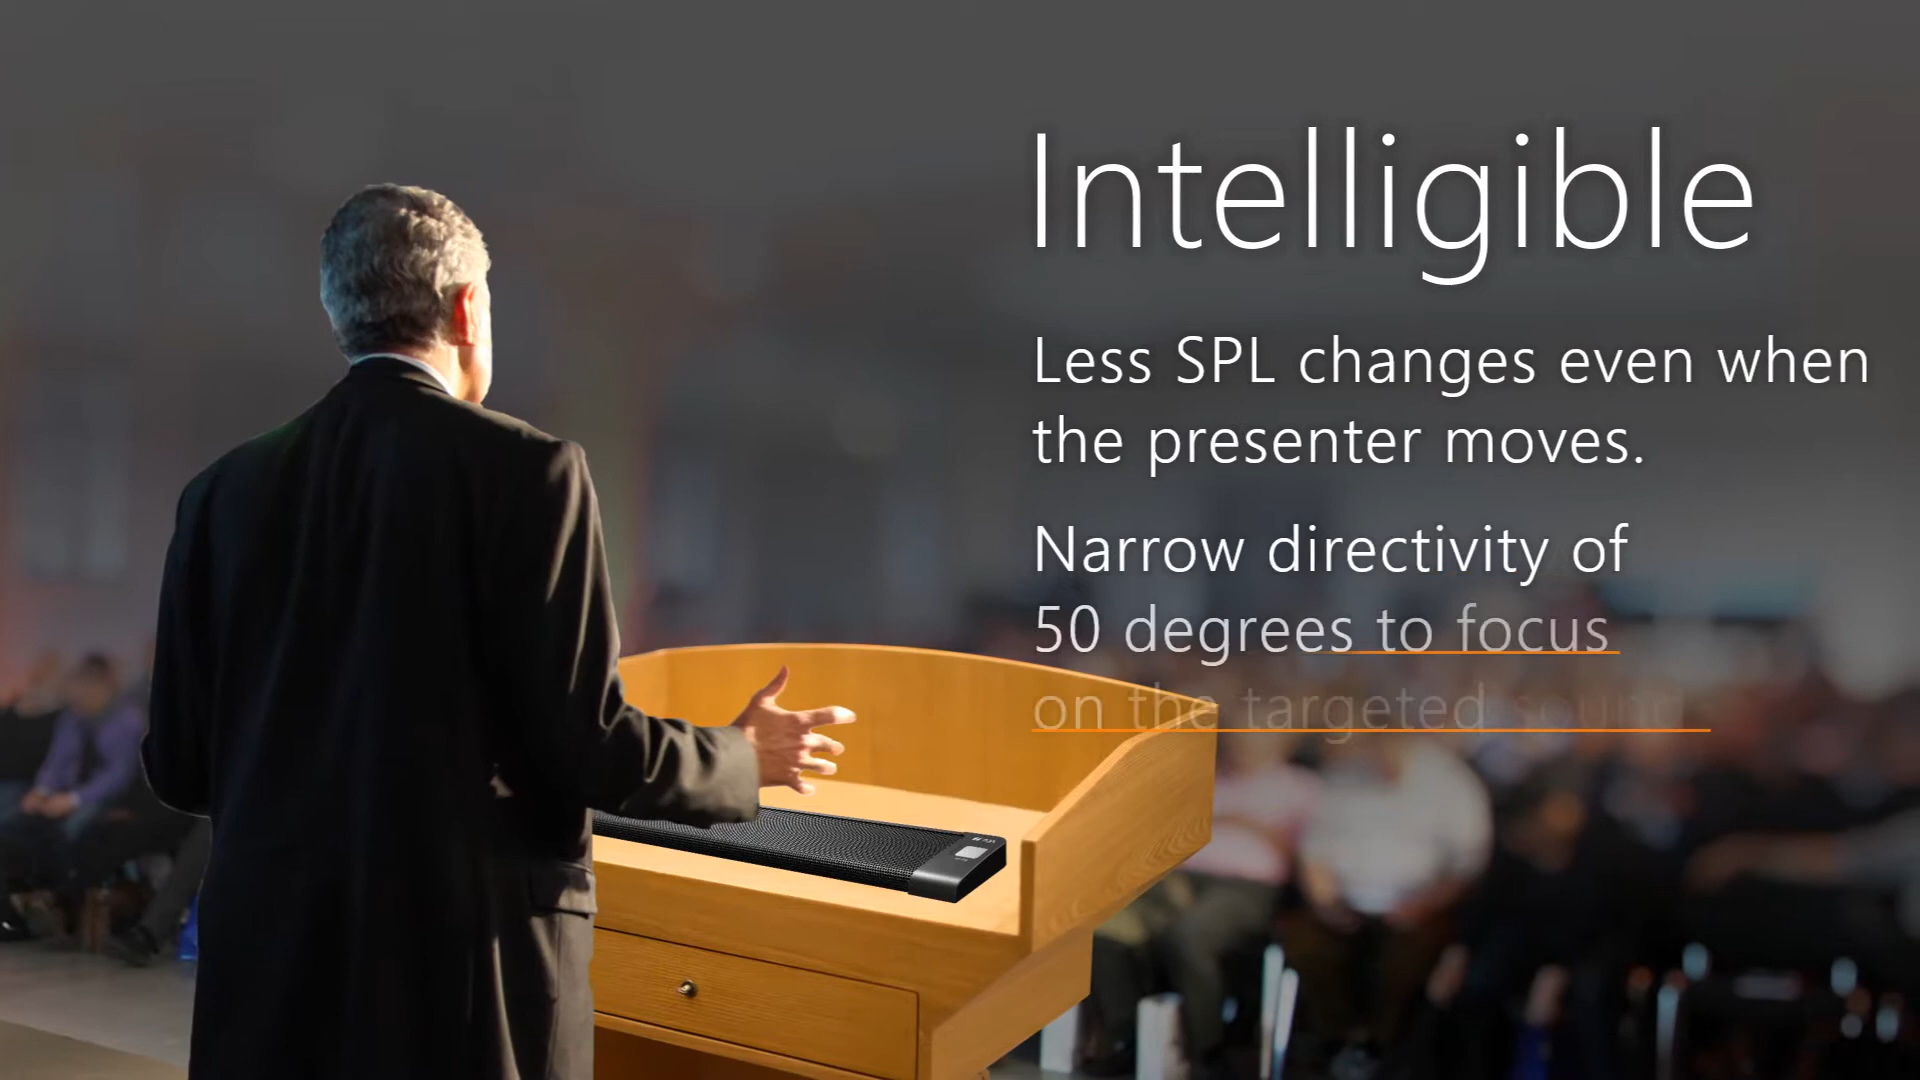 Intelligible
Less SPL changes even when
the presenter moves.
Narrow directivity of
50 degrees to focus
on the targeted sound